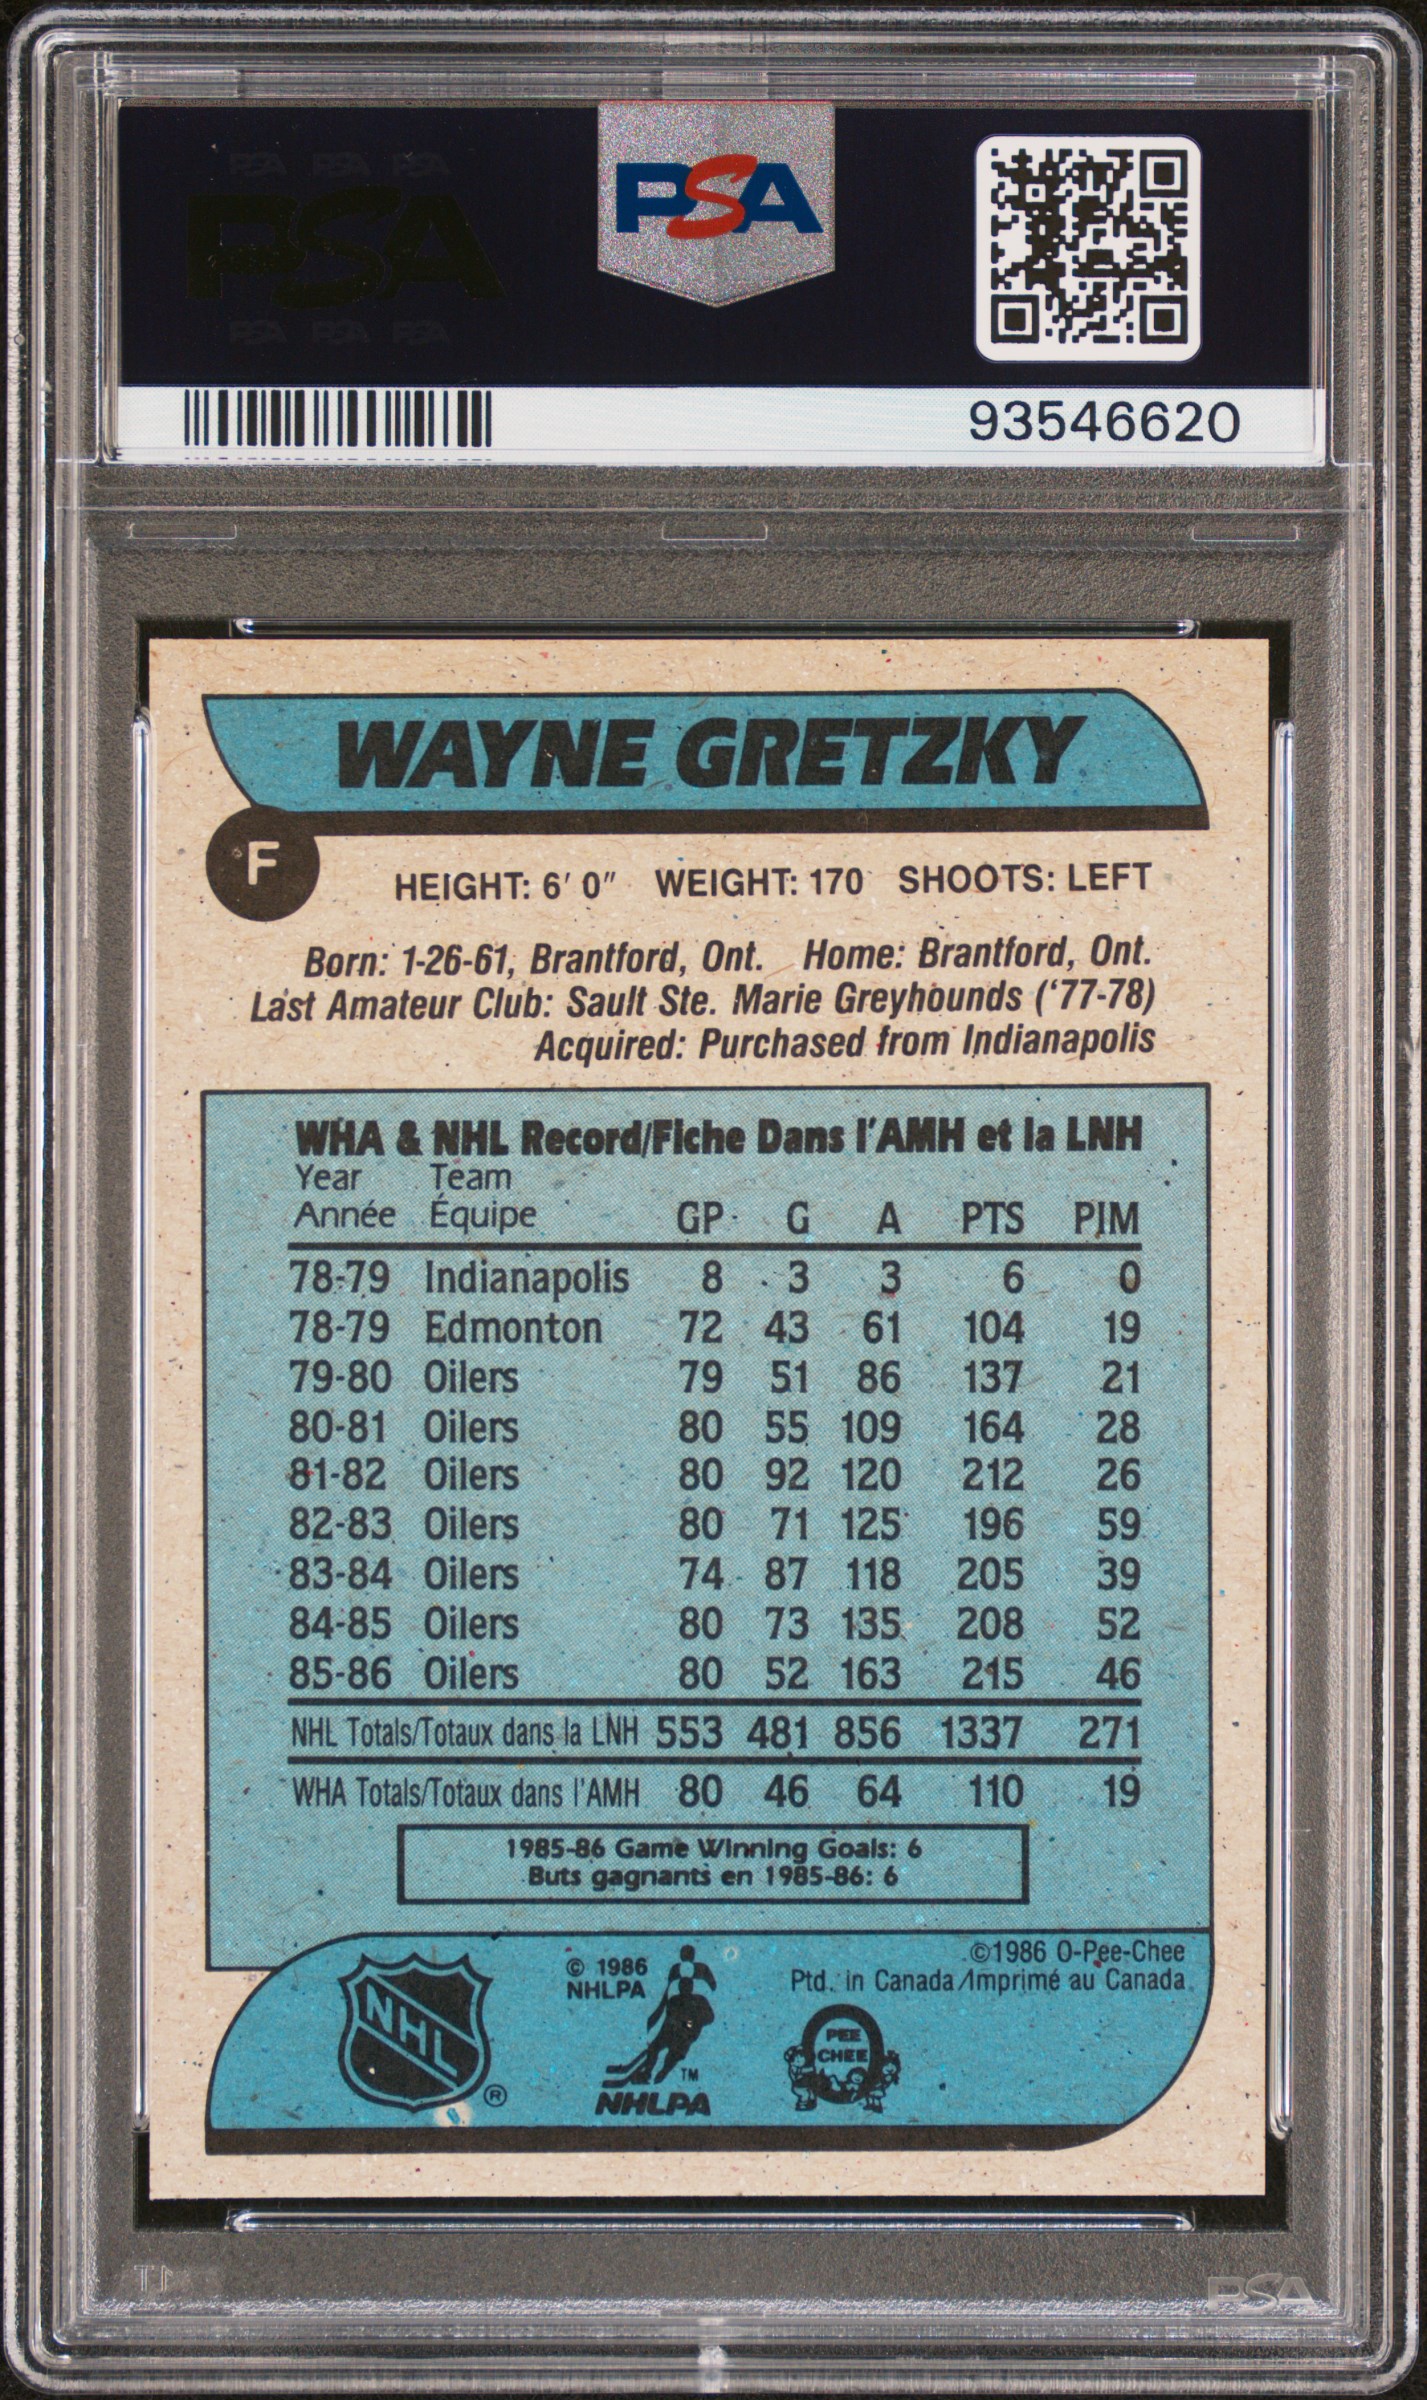 PSA PSA PSA
PSA
PSA PSA PSA
PSA
93546620
WAYNE GRETZKY
F
HEIGHT: 6' 0" WEIGHT: 170 SHOOTS: LEFT
Born: 1-26-61, Brantford, Ont. Home: Brantford, Ont.
Last Amateur Club: Sault Ste. Marie Greyhounds ('77-78)
Acquired: Purchased from Indianapolis
WHA & NHL Record/Fiche Dans l'AMH et la LNH
Year Team
Année Équipe GP G A PTS PIM
78-79 Indianapolis 8 3 3 6 0
78-79 Edmonton 72 43 61 104 19
79-80 Oilers 79 51 86 137 21
80-81 Oilers 80 55 109 164 28
81-82 Oilers 80 92 120 212 26
82-83 Oilers 80 71 125 196 59
83-84 Oilers 74 87 118 205 39
84-85 Oilers 80 73 135 208 52
85-86 Oilers 80 52 163 215 46
NHL Totals/Totaux dans la LNH 553 481 856 1337 271
WHA Totals/Totaux dans l'AMH 80 46 64 110 19
1985-86 Game Winning Goals: 6
Buts gagnants en 1985-86: 6
©1986 O-Pee-Chee
Ptd. in Canada/Imprimé au Canada
© 1986
NHLPA
NHL ®
TM
NHLPA
PEE
CHEE
PSA